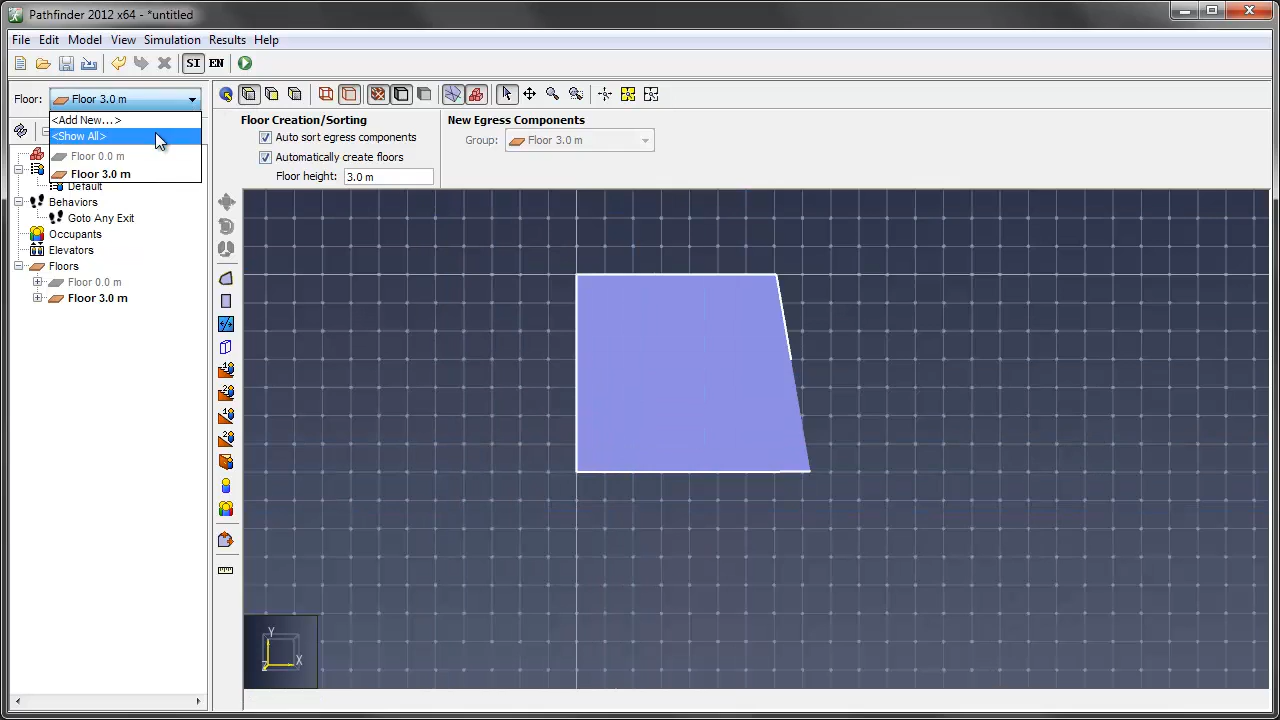 Pathfinder 2012 x64 - *untitled
File Edit Model View Simulation Results Help
SI EN
Floor: Floor 3.0 m
<Add New...>
<Show All>
Floor 0.0 m
Floor 3.0 m
Default
Behaviors
Goto Any Exit
Occupants
Elevators
Floors
Floor 0.0 m
Floor 3.0 m
Floor Creation/Sorting
Auto sort egress components
Automatically create floors
Floor height: 3.0 m
New Egress Components
Group: Floor 3.0 m
Y
X
Z